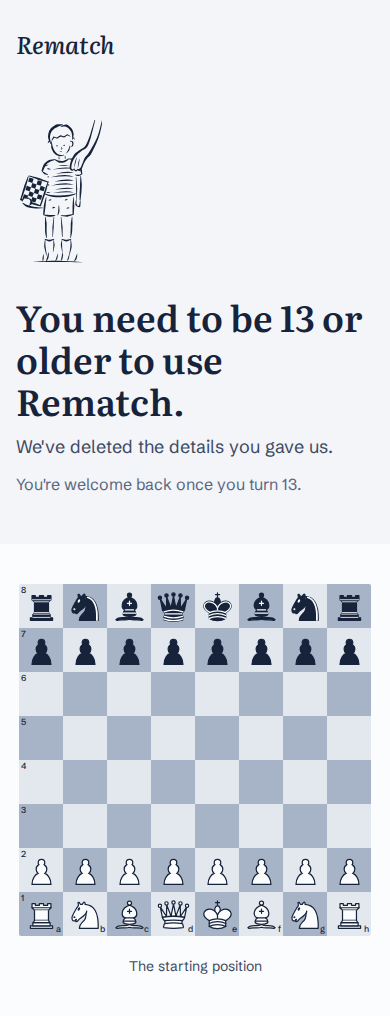 Rematch
You need to be 13 or
older to use
Rematch.
We've deleted the details you gave us.
You're welcome back once you turn 13.
8
7
6
5
4
3
2
1
a b c d e f g h
The starting position